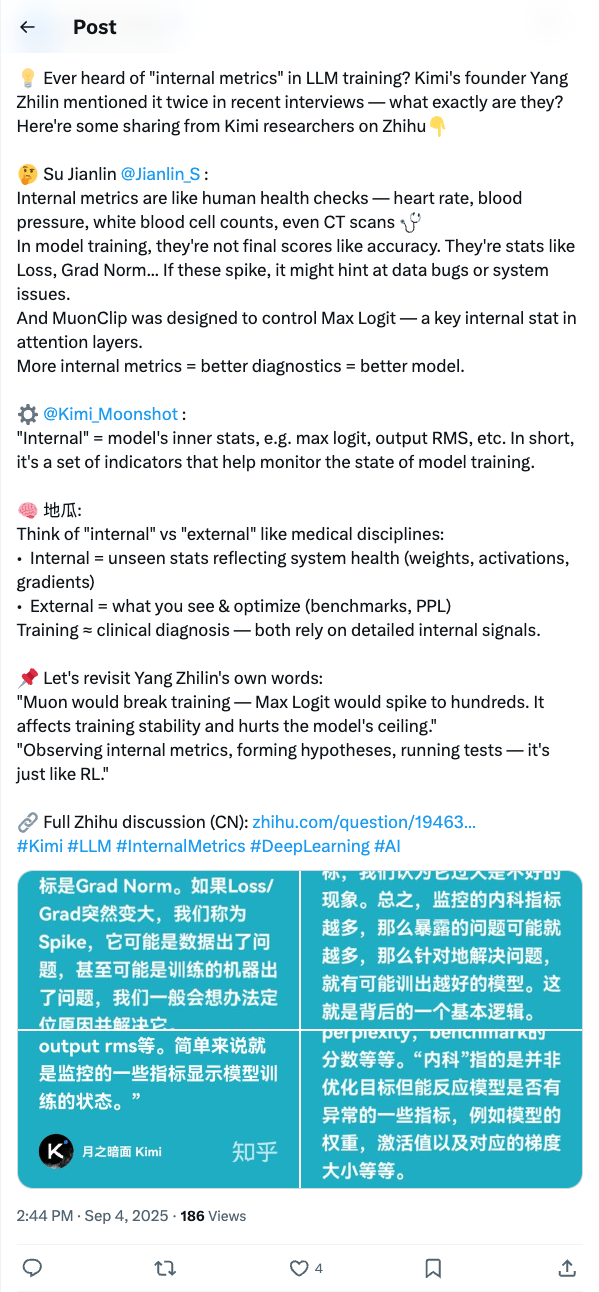 Post
💡 Ever heard of "internal metrics" in LLM training? Kimi's founder Yang
Zhilin mentioned it twice in recent interviews — what exactly are they?
Here're some sharing from Kimi researchers on Zhihu👇
🤔 Su Jianlin @Jianlin_S :
Internal metrics are like human health checks — heart rate, blood
pressure, white blood cell counts, even CT scans 🩺
In model training, they're not final scores like accuracy. They're stats like
Loss, Grad Norm... If these spike, it might hint at data bugs or system
issues.
And MuonClip was designed to control Max Logit — a key internal stat in
attention layers.
More internal metrics = better diagnostics = better model.
⚙️ @Kimi_Moonshot :
"Internal" = model's inner stats, e.g. max logit, output RMS, etc. In short,
it's a set of indicators that help monitor the state of model training.
🧠 地瓜:
Think of "internal" vs "external" like medical disciplines:
• Internal = unseen stats reflecting system health (weights, activations,
gradients)
• External = what you see & optimize (benchmarks, PPL)
Training ≈ clinical diagnosis — both rely on detailed internal signals.
📌 Let's revisit Yang Zhilin's own words:
"Muon would break training — Max Logit would spike to hundreds. It
affects training stability and hurts the model's ceiling."
"Observing internal metrics, forming hypotheses, running tests — it's
just like RL."
🔗 Full Zhihu discussion (CN): zhihu.com/question/19463...
#Kimi #LLM #InternalMetrics #DeepLearning #AI
标是Grad Norm。如果Loss/
Grad突然变大，我们称为
Spike，它可能是数据出了问
题，甚至可能是训练的机器出
了问题，我们一般会想办法定
位原因并解决它。
标，我们认为它过大是不好的
现象。总之，监控的内科指标
越多，那么暴露的问题可能就
越多，那么针对地解决问题，
就有可能训出越好的模型。这
就是背后的一个基本逻辑。
output rms等。简单来说就
是监控的一些指标显示模型训
练的状态。”
月之暗面 Kimi
知乎
perplexity，benchmark的
分数等等。“内科”指的是并非
优化目标但能反应模型是否有
异常的一些指标，例如模型的
权重，激活值以及对应的梯度
大小等等。
2:44 PM · Sep 4, 2025 · 186 Views
4